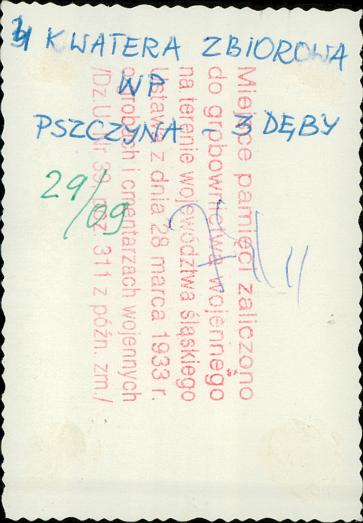 4 KWATERA ZBIOROWA
WP
PSZCZYNA, 3 DĘBY
29/09
Miejsce pamięci zaliczono
do grobownictwa wojennego
na terenie województwa śląskiego
Ustawa z dnia 28 marca 1933 r.
o grobach i cmentarzach wojennych
/Dz.U. Nr 39 poz. 311 z późn. zm./